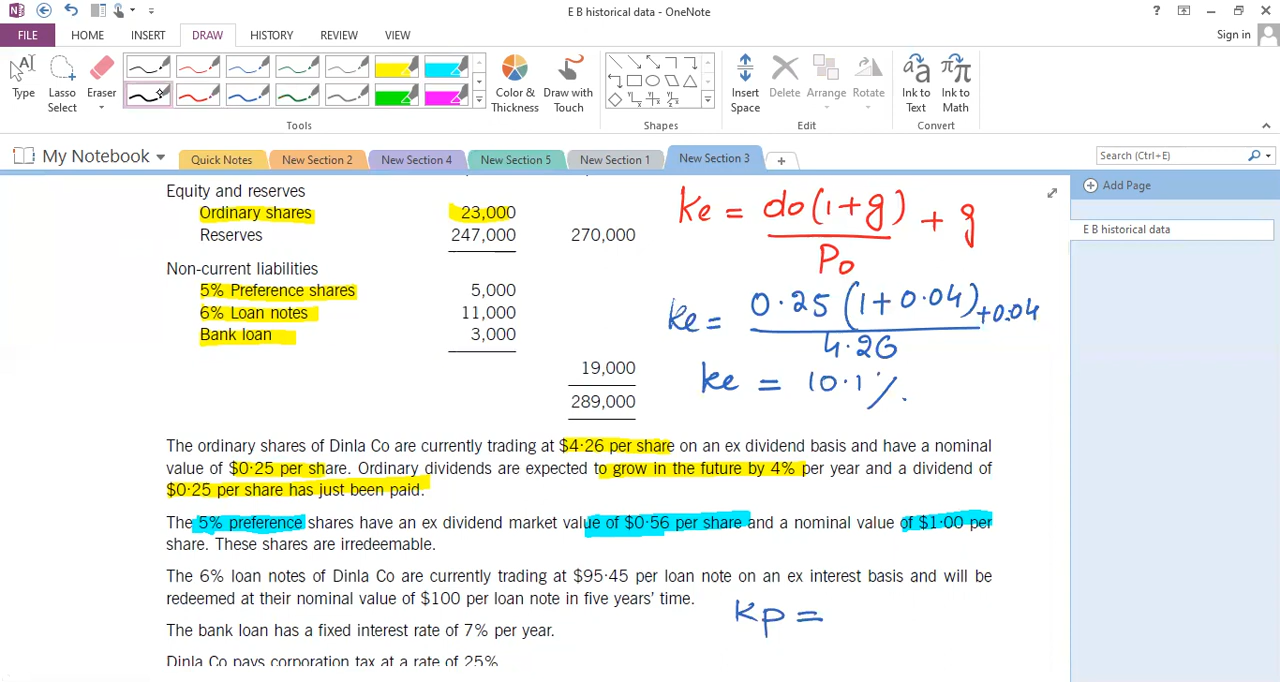 E B historical data - OneNote
? 
Sign in
FILE HOME INSERT DRAW HISTORY REVIEW VIEW
Type Lasso Select Eraser Color & Thickness Draw with Touch Insert Space Delete Arrange Rotate Ink to Text Ink to Math
Tools Shapes Edit Convert
My Notebook Quick Notes New Section 2 New Section 4 New Section 5 New Section 1 New Section 3 + Search (Ctrl+E)
Add Page
E B historical data
Equity and reserves
Ordinary shares 23,000
Reserves 247,000 270,000
Non-current liabilities
5% Preference shares 5,000
6% Loan notes 11,000
Bank loan 3,000
19,000
289,000
Ke = do(1+g) + g
Po
Ke = 0.25 (1+0.04) +0.04
4.26
Ke = 10.1%
The ordinary shares of Dinla Co are currently trading at $4·26 per share on an ex dividend basis and have a nominal
value of $0·25 per share. Ordinary dividends are expected to grow in the future by 4% per year and a dividend of
$0·25 per share has just been paid.
The 5% preference shares have an ex dividend market value of $0·56 per share and a nominal value of $1·00 per
share. These shares are irredeemable.
The 6% loan notes of Dinla Co are currently trading at $95·45 per loan note on an ex interest basis and will be
redeemed at their nominal value of $100 per loan note in five years' time.
Kp =
The bank loan has a fixed interest rate of 7% per year.
Dinla Co pays corporation tax at a rate of 25%